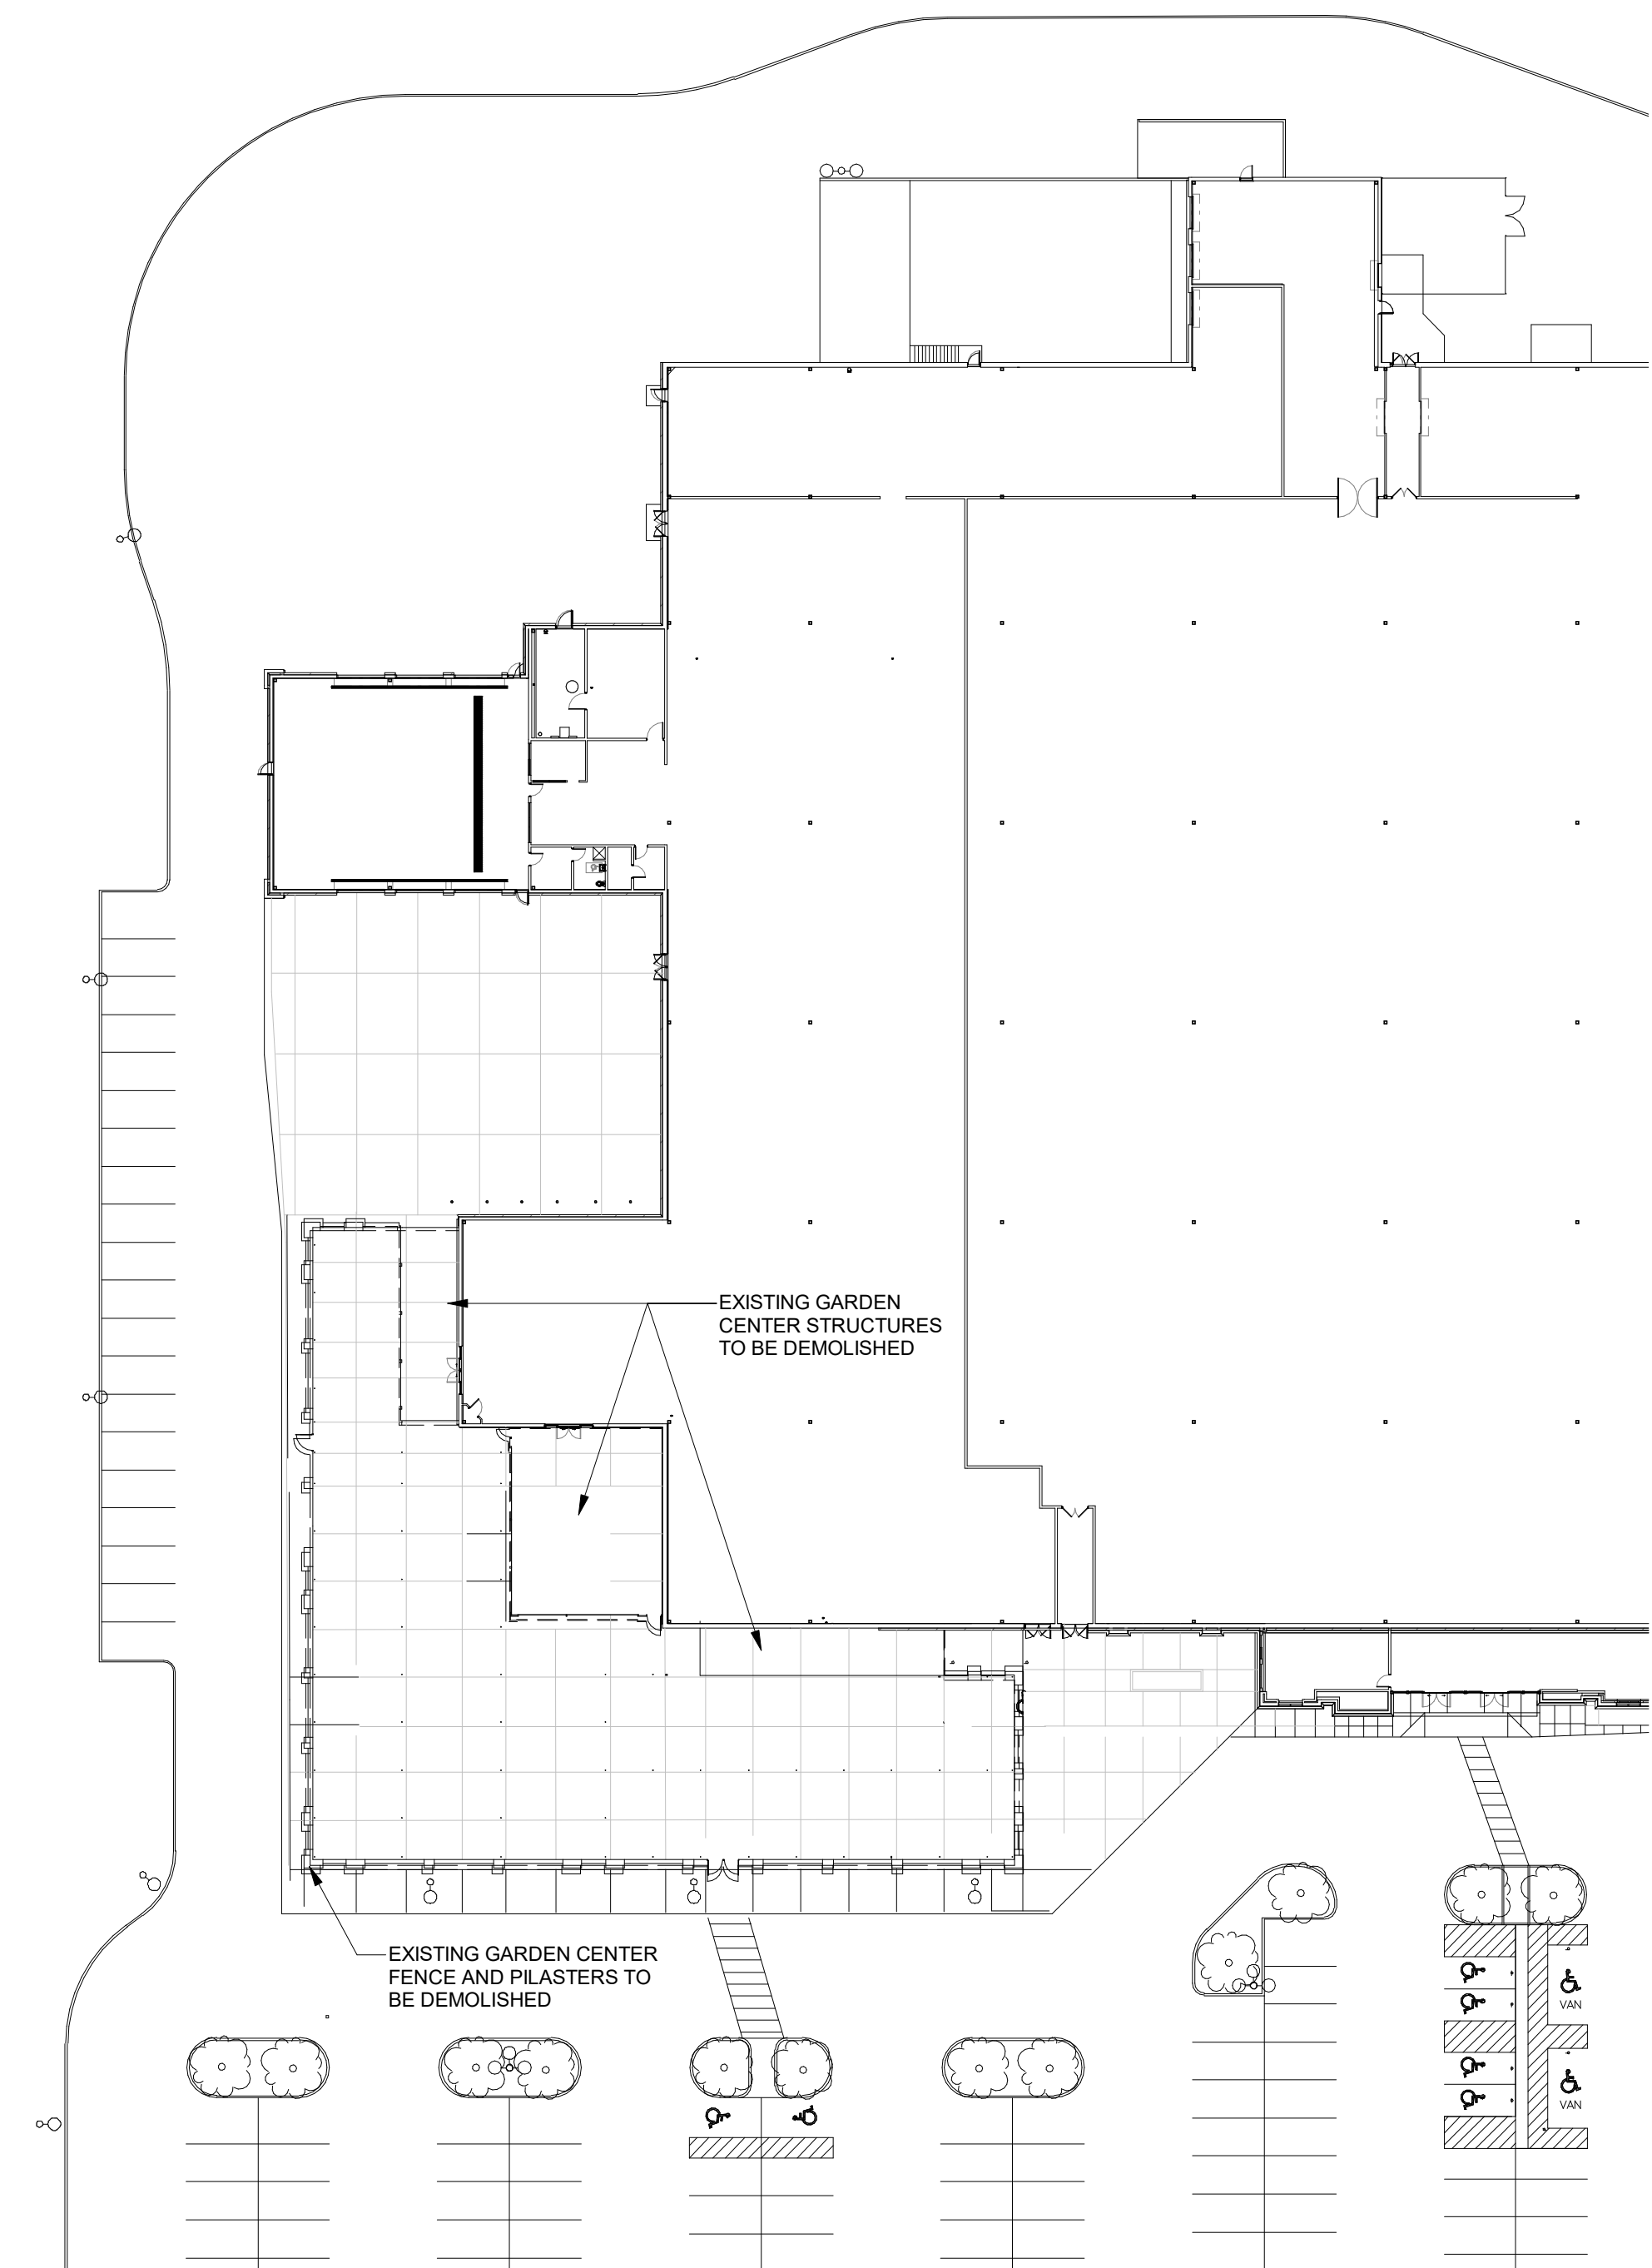 EXISTING GARDEN
CENTER STRUCTURES
TO BE DEMOLISHED
EXISTING GARDEN CENTER
FENCE AND PILASTERS TO
BE DEMOLISHED
VAN
VAN